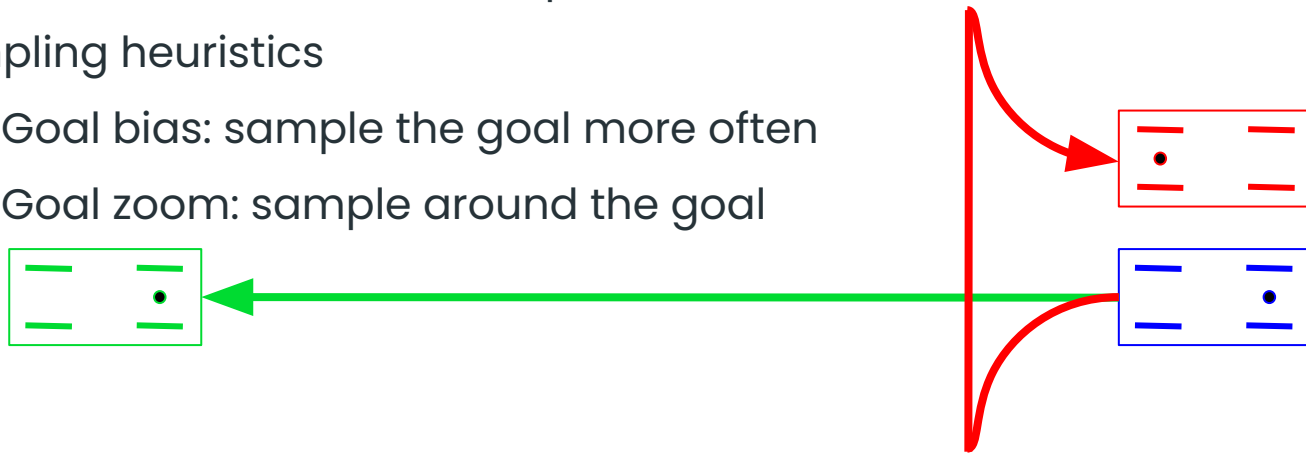 pling heuristics
Goal bias: sample the goal more often
Goal zoom: sample around the goal